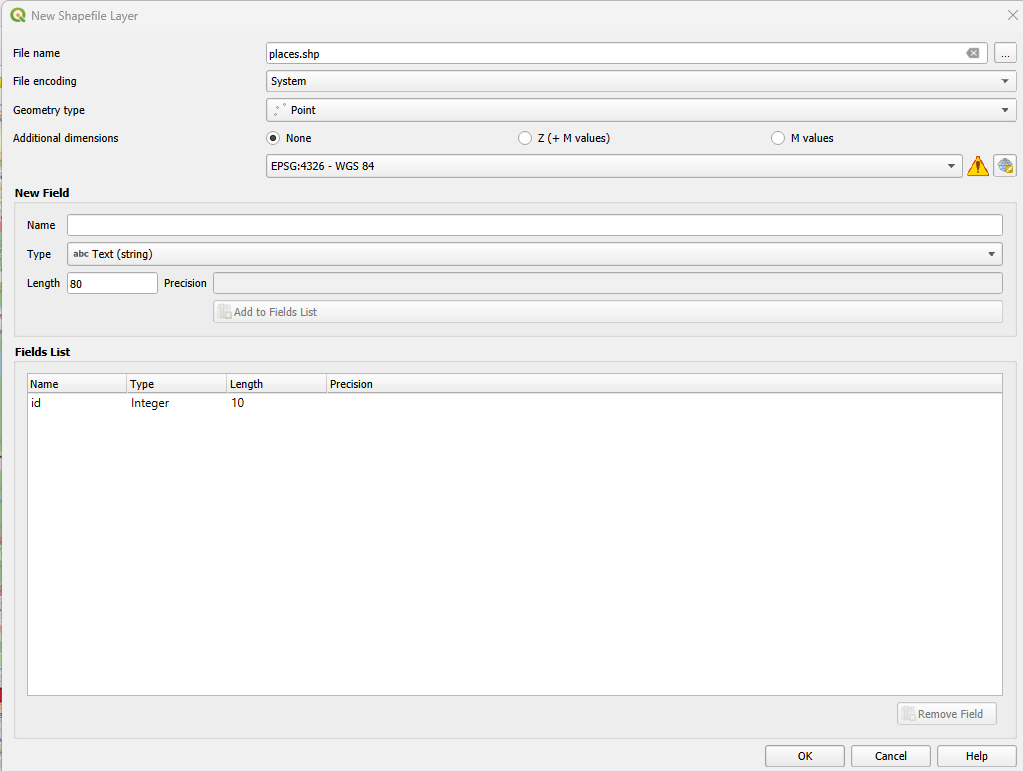 New Shapefile Layer
File name places.shp ...
File encoding System
Geometry type Point
Additional dimensions None Z (+ M values) M values
EPSG:4326 - WGS 84
New Field
Name
Type abc Text (string)
Length 80 Precision
Add to Fields List
Fields List
Name Type Length Precision
id Integer 10
Remove Field
OK Cancel Help